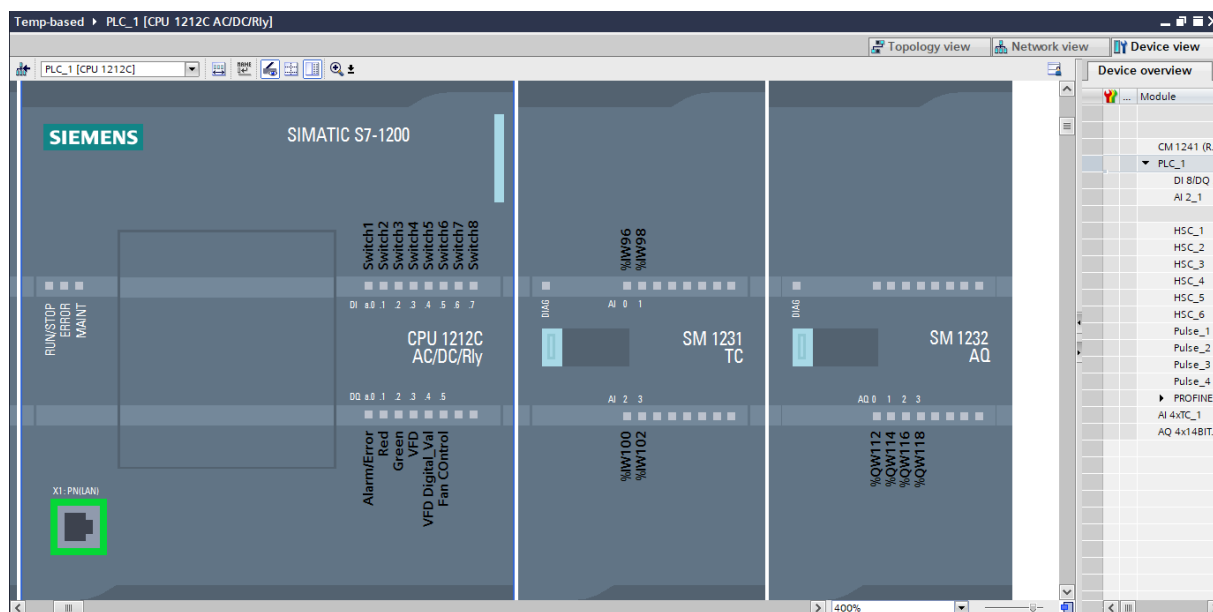 Temp-based ▸ PLC_1 [CPU 1212C AC/DC/Rly]
Topology view
Network view
Device view
PLC_1 [CPU 1212C]
Device overview
... Module
CM 1241 (R.
PLC_1
DI 8/DQ
AI 2_1
HSC_1
HSC_2
HSC_3
HSC_4
HSC_5
HSC_6
Pulse_1
Pulse_2
Pulse_3
Pulse_4
PROFINE
AI 4xTC_1
AQ 4x14BIT.
SIEMENS
SIMATIC S7-1200
Switch1
Switch2
Switch3
Switch4
Switch5
Switch6
Switch7
Switch8
RUN/STOP
ERROR
MAINT
DI a.0 .1 .2 .3 .4 .5 .6 .7
CPU 1212C
AC/DC/Rly
DQ a.0 .1 .2 .3 .4 .5
Alarm/Error
Red
Green
VFD
VFD Digital_Val
Fan COntrol
X1: PN(LAN)
%IW96
%IW98
DIAG
AI 0 1
SM 1231
TC
AI 2 3
%IW100
%IW102
DIAG
SM 1232
AQ
AQ 0 1 2 3
%QW112
%QW114
%QW116
%QW118
400%